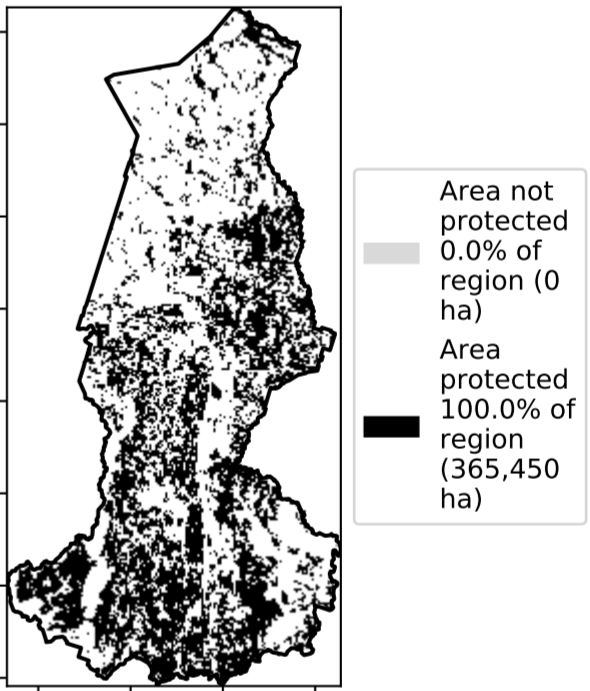 Area not
protected
0.0% of
region (0
ha)
Area
protected
100.0% of
region
(365,450
ha)